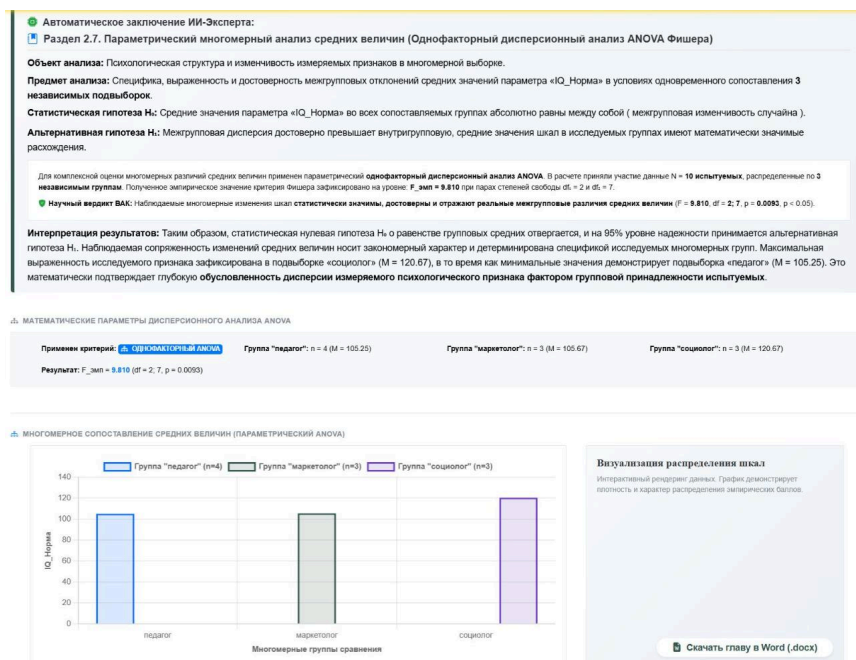 Автоматическое заключение ИИ-Эксперта:
Раздел 2.7. Параметрический многомерный анализ средних величин (Однофакторный дисперсионный анализ ANOVA Фишера)
Объект анализа: Психологическая структура и изменчивость измеряемых признаков в многомерной выборке.
Предмет анализа: Специфика, выраженность и достоверность межгрупповых отклонений средних значений параметра «IQ_Норма» в условиях одновременного сопоставления 3
независимых подвыборок.
Статистическая гипотеза H₀: Средние значения параметра «IQ_Норма» во всех сопоставляемых группах абсолютно равны между собой ( межгрупповая изменчивость случайна ).
Альтернативная гипотеза H₁: Межгрупповая дисперсия достоверно превышает внутригрупповую, средние значения шкал в исследуемых группах имеют математически значимые
расхождения.
Для комплексной оценки многомерных различий средних величин применен параметрический однофакторный дисперсионный анализ ANOVA. В расчете приняли участие данные N = 10 испытуемых, распределенные по 3
независимым группам. Полученное эмпирическое значение критерия Фишера зафиксировано на уровне: F_эмп = 9.810 при парах степеней свободы df₁ = 2 и df₂ = 7.
Научный вердикт ВАК: Наблюдаемые многомерные изменения шкал статистически значимы, достоверны и отражают реальные межгрупповые различия средних величин (F = 9.810, df = 2; 7, p = 0.0093, p < 0.05).
Интерпретация результатов: Таким образом, статистическая нулевая гипотеза H₀ о равенстве групповых средних отвергается, и на 95% уровне надежности принимается альтернативная
гипотеза H₁. Наблюдаемая сопряженность изменений средних величин носит закономерный характер и детерминирована спецификой исследуемых многомерных групп. Максимальная
выраженность исследуемого признака зафиксирована в подвыборке «социолог» (M = 120.67), в то время как минимальные значения демонстрирует подвыборка «педагог» (M = 105.25). Это
математически подтверждает глубокую обусловленность дисперсии измеряемого психологического признака фактором групповой принадлежности испытуемых.
МАТЕМАТИЧЕСКИЕ ПАРАМЕТРЫ ДИСПЕРСИОННОГО АНАЛИЗА ANOVA
Применен критерий: ОДНОФАКТОРНЫЙ ANOVA Группа "педагог": n = 4 (M = 105.25) Группа "маркетолог": n = 3 (M = 105.67) Группа "социолог": n = 3 (M = 120.67)
Результат: F_эмп = 9.810 (df = 2; 7, p = 0.0093)
МНОГОМЕРНОЕ СОПОСТАВЛЕНИЕ СРЕДНИХ ВЕЛИЧИН (ПАРАМЕТРИЧЕСКИЙ ANOVA)
Группа "педагог" (n=4) Группа "маркетолог" (n=3) Группа "социолог" (n=3)
140
120
100
80
60
40
20
0
IQ_Норма
педагог маркетолог социолог
Многомерные группы сравнения
Визуализация распределения шкал
Интерактивный рендеринг данных. График демонстрирует
плотность и характер распределения эмпирических баллов.
Скачать главу в Word (.docx)